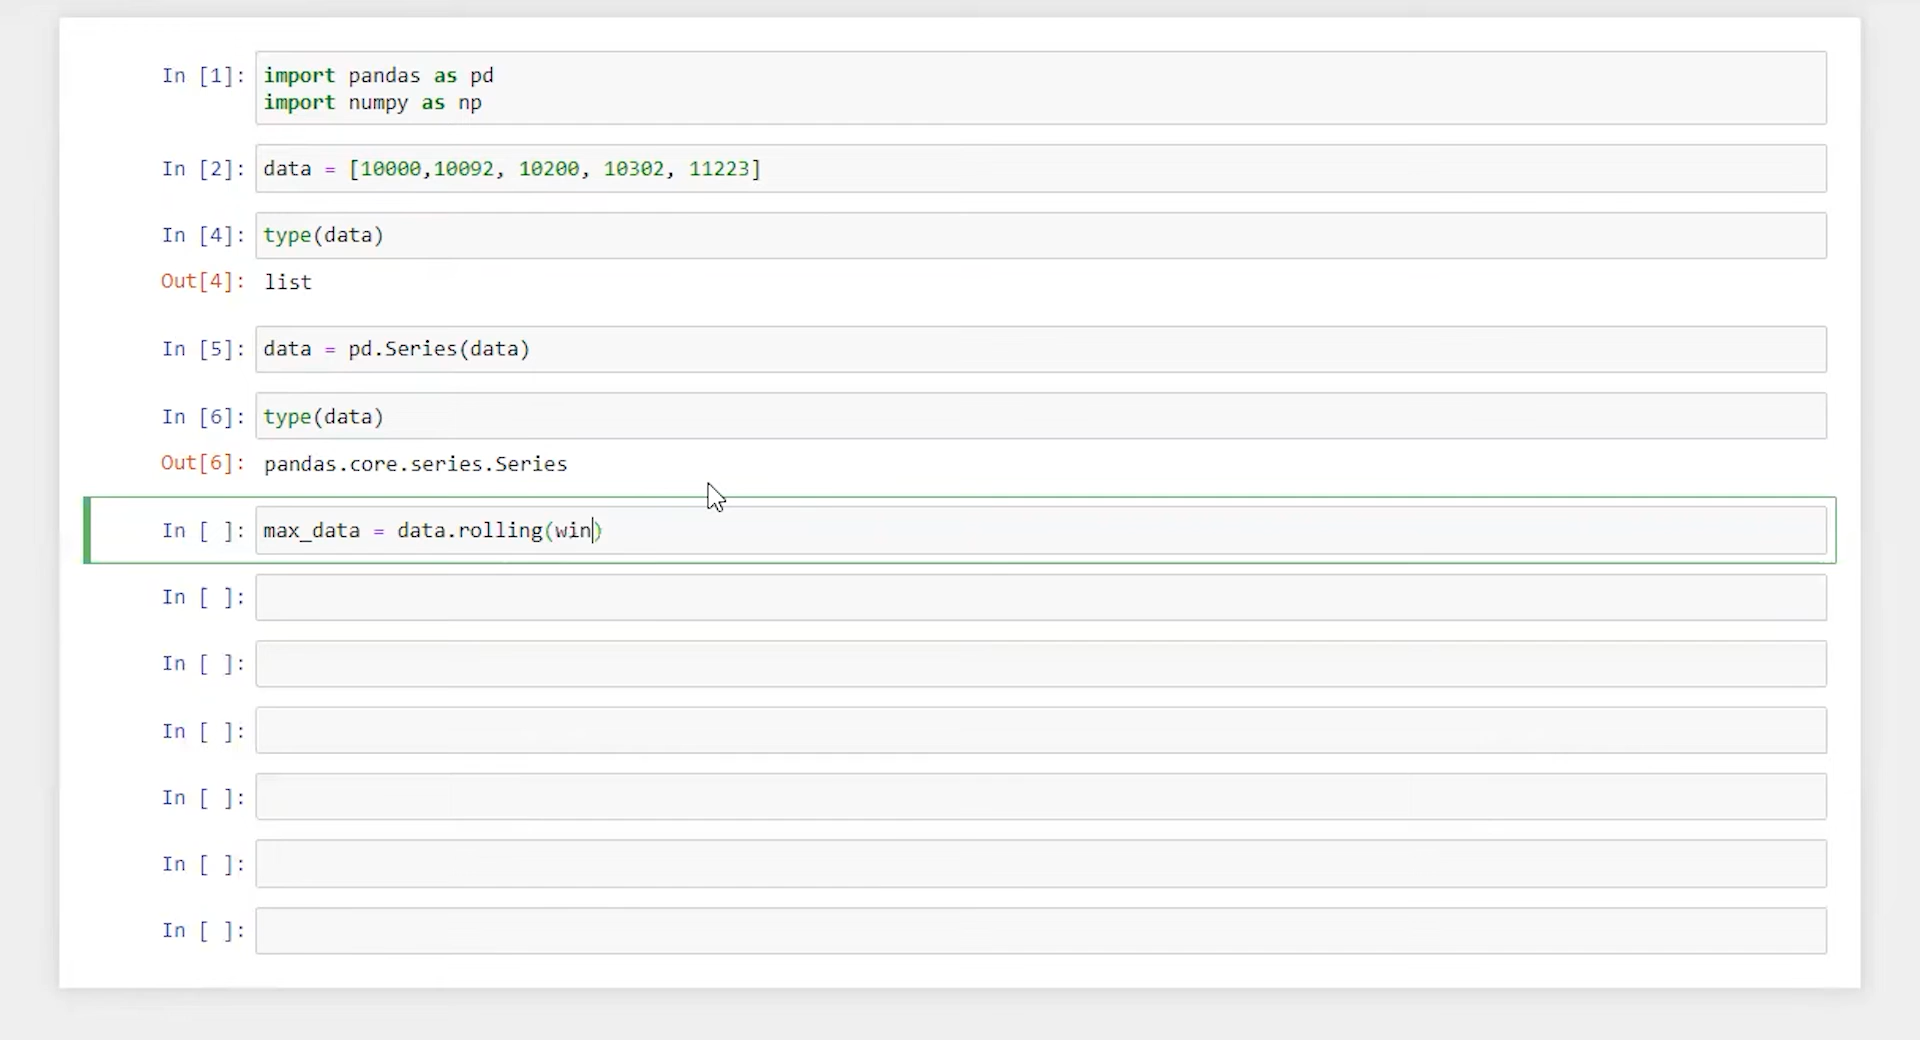 In [1]: import pandas as pd
import numpy as np
In [2]: data = [10000,10092, 10200, 10302, 11223]
In [4]: type(data)
Out[4]: list
In [5]: data = pd.Series(data)
In [6]: type(data)
Out[6]: pandas.core.series.Series
In [ ]: max_data = data.rolling(win)
In [ ]:
In [ ]:
In [ ]:
In [ ]:
In [ ]:
In [ ]: